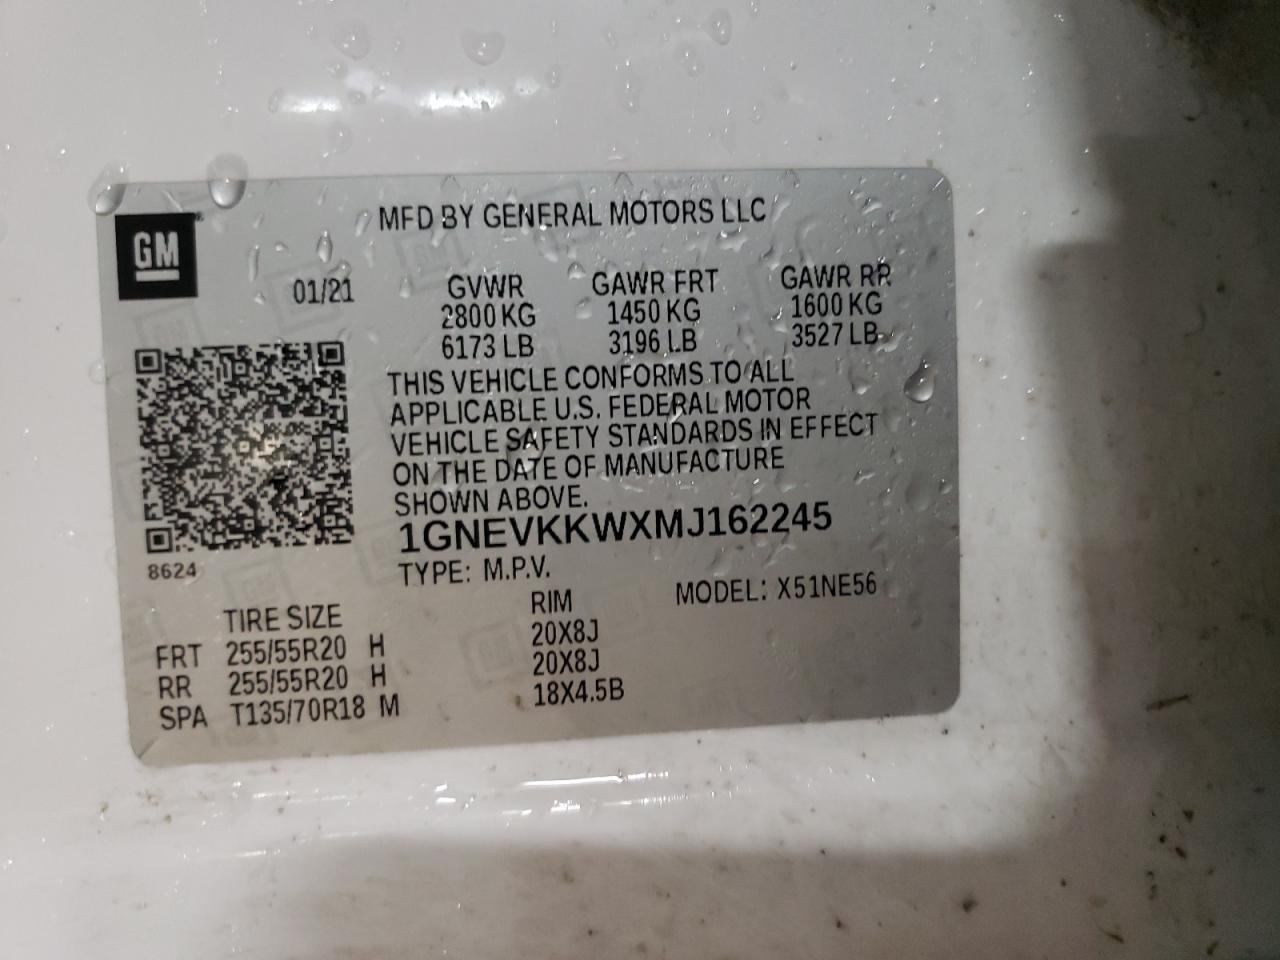 MFD BY GENERAL MOTORS LLC
GM
01/21 GVWR GAWR FRT GAWR RR
2800 KG 1450 KG 1600 KG
6173 LB 3196 LB 3527 LB
THIS VEHICLE CONFORMS TO ALL
APPLICABLE U.S. FEDERAL MOTOR
VEHICLE SAFETY STANDARDS IN EFFECT
ON THE DATE OF MANUFACTURE
SHOWN ABOVE.
1GNEVKKWXMJ162245
8624
TYPE: M.P.V. MODEL: X51NE56
TIRE SIZE RIM
FRT 255/55R20 H 20X8J
RR 255/55R20 H 20X8J
SPA T135/70R18 M 18X4.5B